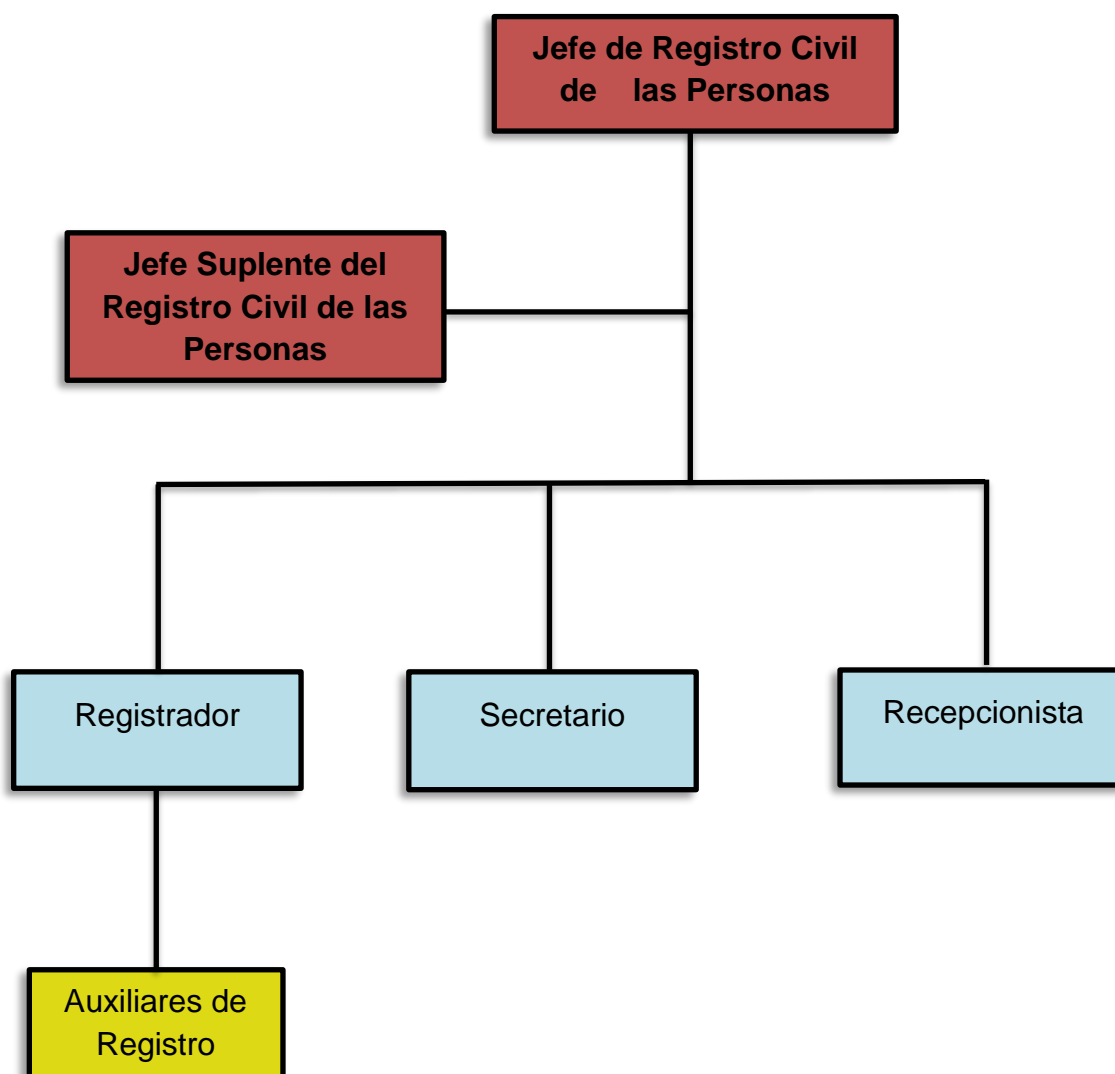 Jefe de Registro Civil
de las Personas
Jefe Suplente del
Registro Civil de las
Personas
Registrador
Secretario
Recepcionista
Auxiliares de
Registro